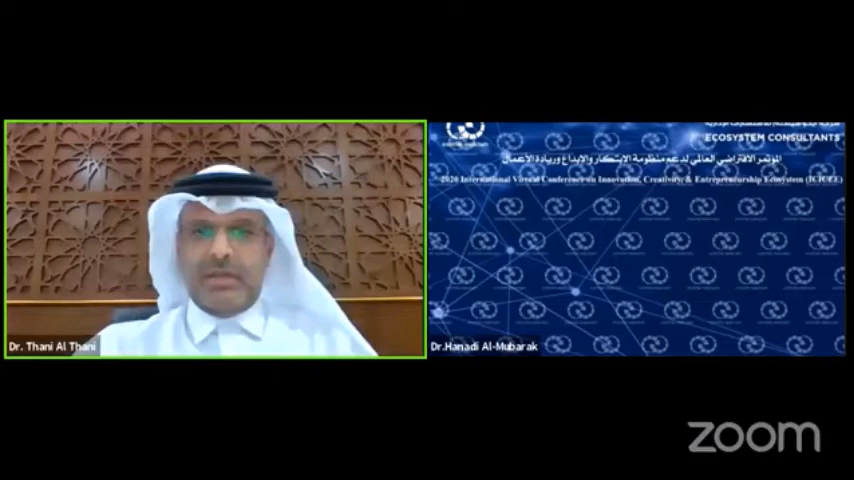 ECOSYSTEM CONSULTANTS
المؤتمر الافتراضي العالمي لدعم منظومة الابتكار والإبداع وريادة الأعمال
2020 International Virtual Conference on Innovation, Creativity & Entrepreneurship Ecosystem (ICICEE)
Dr. Thani Al Thani
Dr.Hanadi Al-Mubarak
zoom